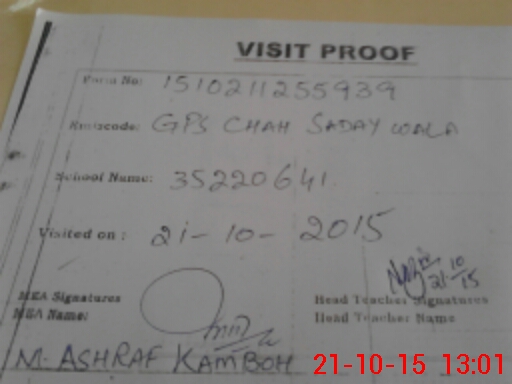 VISIT PROOF
Form No: 1510211255939
Emiscode: GPS CHAH SADAY WALA
School Name: 35220641
Visited on : 21-10-2015
21-10-15
MEA Signatures Head Teacher Signatures
MEA Name: Head Teacher Name
M. ASHRAF KAMBOH
21-10-15 13:01